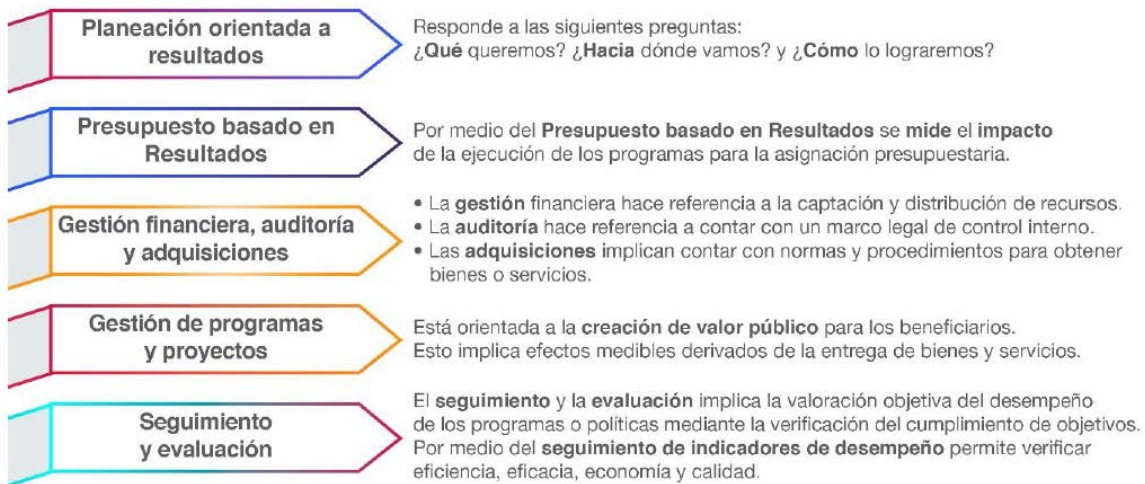 Planeación orientada a
resultados
Responde a las siguientes preguntas:
¿Qué queremos? ¿Hacia dónde vamos? y ¿Cómo lo lograremos?
Presupuesto basado en
Resultados
Por medio del Presupuesto basado en Resultados se mide el impacto
de la ejecución de los programas para la asignación presupuestaria.
Gestión financiera, auditoría
y adquisiciones
• La gestión financiera hace referencia a la captación y distribución de recursos.
• La auditoría hace referencia a contar con un marco legal de control interno.
• Las adquisiciones implican contar con normas y procedimientos para obtener
bienes o servicios.
Gestión de programas
y proyectos
Está orientada a la creación de valor público para los beneficiarios.
Esto implica efectos medibles derivados de la entrega de bienes y servicios.
Seguimiento
y evaluación
El seguimiento y la evaluación implica la valoración objetiva del desempeño
de los programas o políticas mediante la verificación del cumplimiento de objetivos.
Por medio del seguimiento de indicadores de desempeño permite verificar
eficiencia, eficacia, economía y calidad.